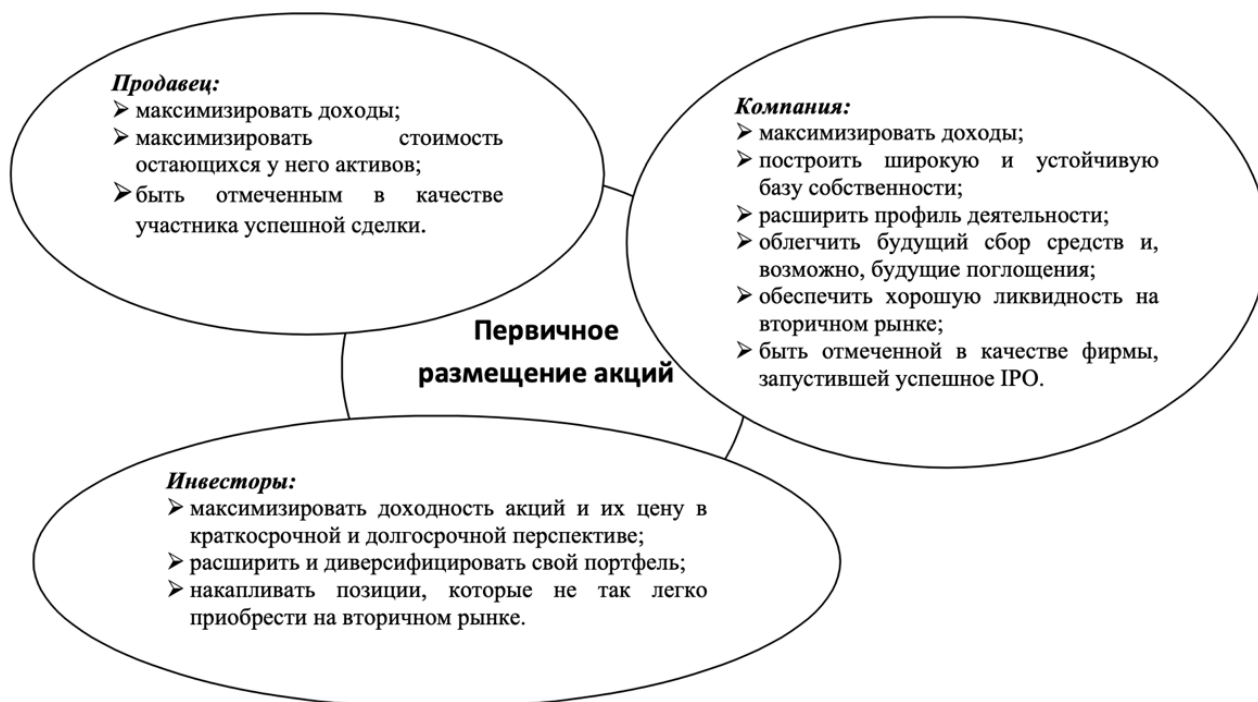 Продавец:
➢ максимизировать доходы;
➢ максимизировать стоимость
остающихся у него активов;
➢ быть отмеченным в качестве
участника успешной сделки.
Компания:
➢ максимизировать доходы;
➢ построить широкую и устойчивую
базу собственности;
➢ расширить профиль деятельности;
➢ облегчить будущий сбор средств и,
возможно, будущие поглощения;
➢ обеспечить хорошую ликвидность на
вторичном рынке;
➢ быть отмеченной в качестве фирмы,
запустившей успешное IPO.
Первичное
размещение акций
Инвесторы:
➢ максимизировать доходность акций и их цену в
краткосрочной и долгосрочной перспективе;
➢ расширить и диверсифицировать свой портфель;
➢ накапливать позиции, которые не так легко
приобрести на вторичном рынке.